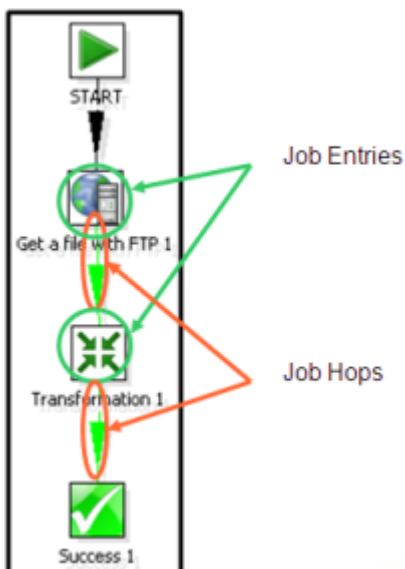 START
Job Entries
Get a file with FTP 1
Job Hops
Transformation 1
Success 1